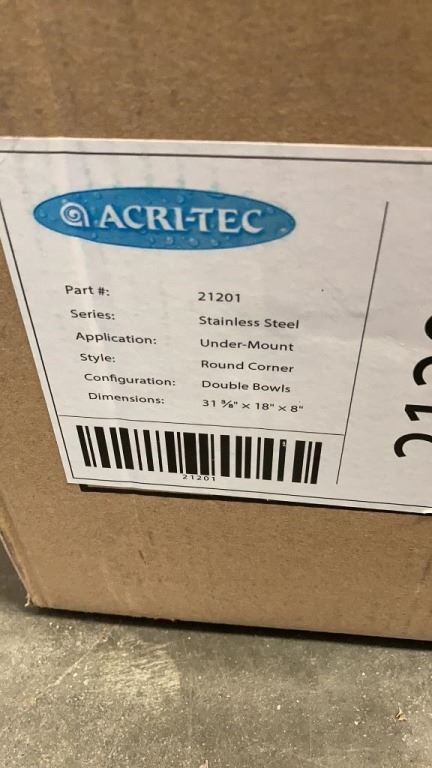 ACRI-TEC
Part #: 21201
Series: Stainless Steel
Application: Under-Mount
Style: Round Corner
Configuration: Double Bowls
Dimensions: 31 ⅝" x 18" x 8"
21201